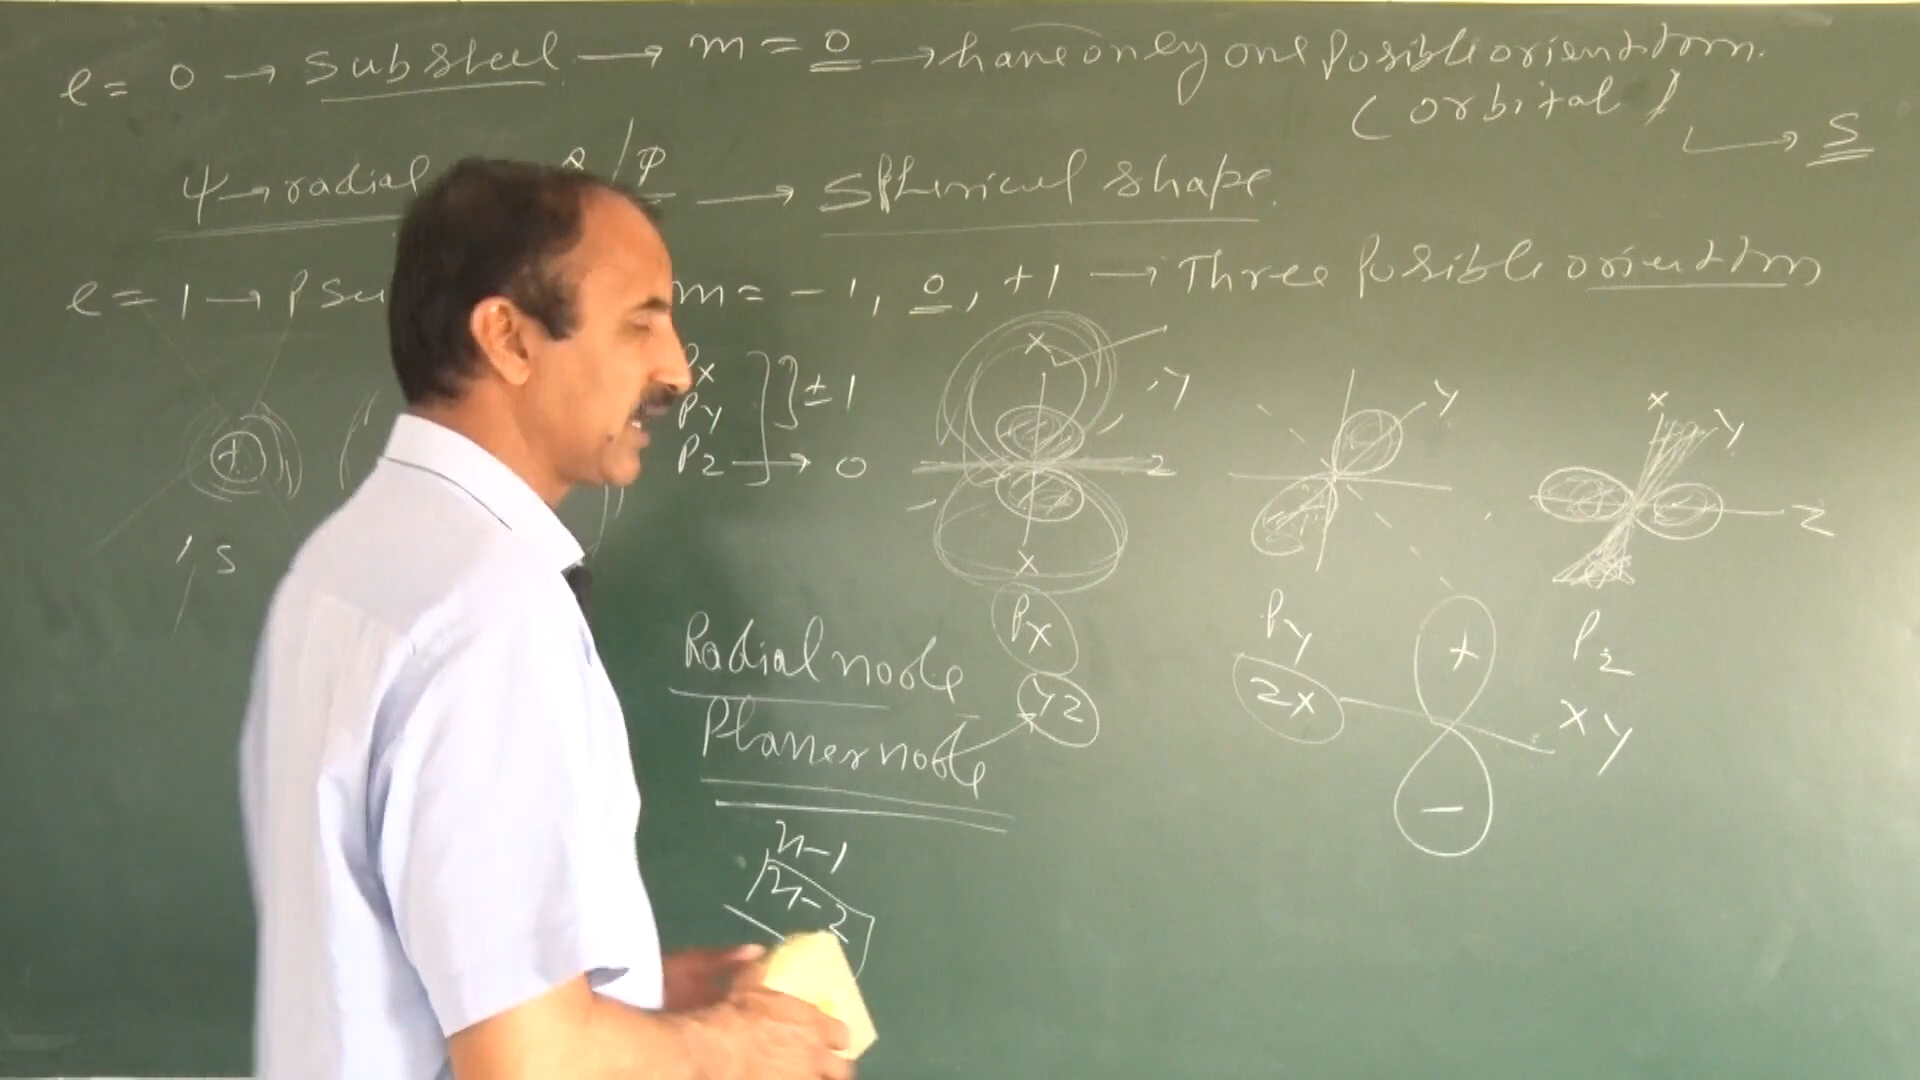 l = 0 → subshell → m = 0 → have only one possible orientation.
(orbital)
→ s
ψ → radial θ/φ → Spherical shape.
l = 1 → p su m = -1, 0, +1 → Three possible orientation
Px
Py } ± 1
Pz → 0
X
Y
Z
X
Y
X
Y
Z
+
1s
Px
Py
Pz
Radial node
YZ
ZX
XY
Planer node
+
−
n-1
n-2